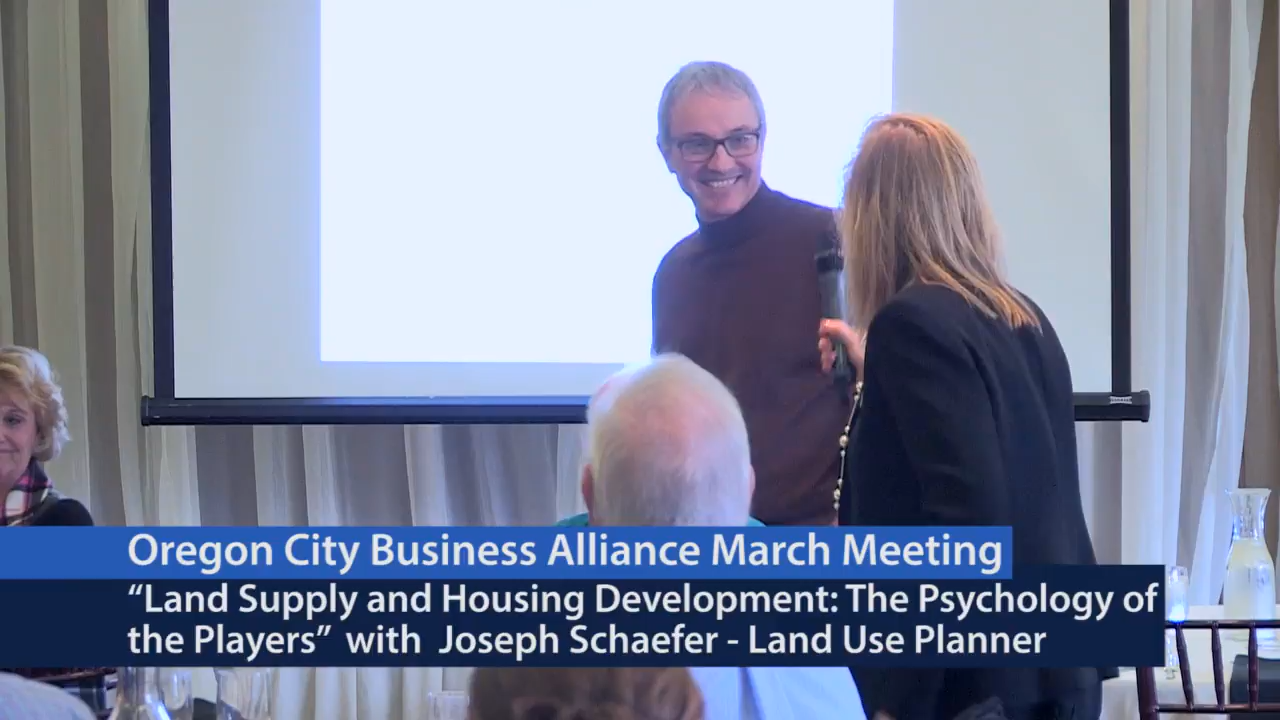 Oregon City Business Alliance March Meeting
“Land Supply and Housing Development: The Psychology of
the Players” with Joseph Schaefer - Land Use Planner